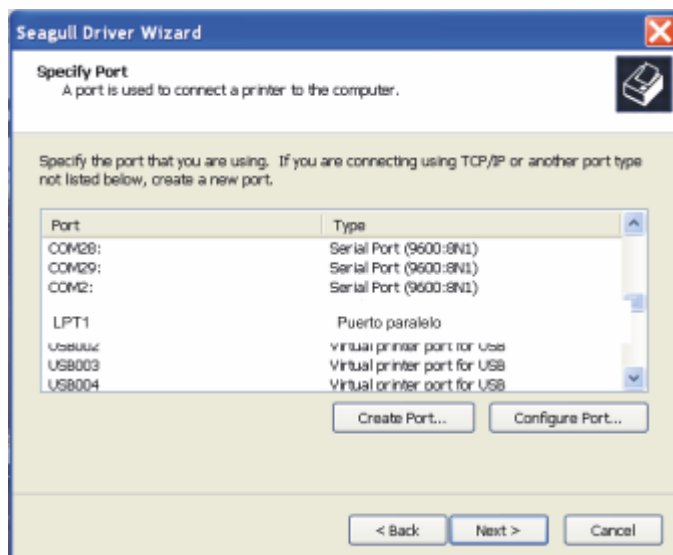 Seagull Driver Wizard
Specify Port
A port is used to connect a printer to the computer.
Specify the port that you are using. If you are connecting using TCP/IP or another port type
not listed below, create a new port.
Port Type
COM28: Serial Port (9600:8N1)
COM29: Serial Port (9600:8N1)
COM2: Serial Port (9600:8N1)
LPT1 Puerto paralelo
USB002 Virtual printer port for USB
USB003 Virtual printer port for USB
USB004 Virtual printer port for USB
Create Port... Configure Port...
< Back Next > Cancel